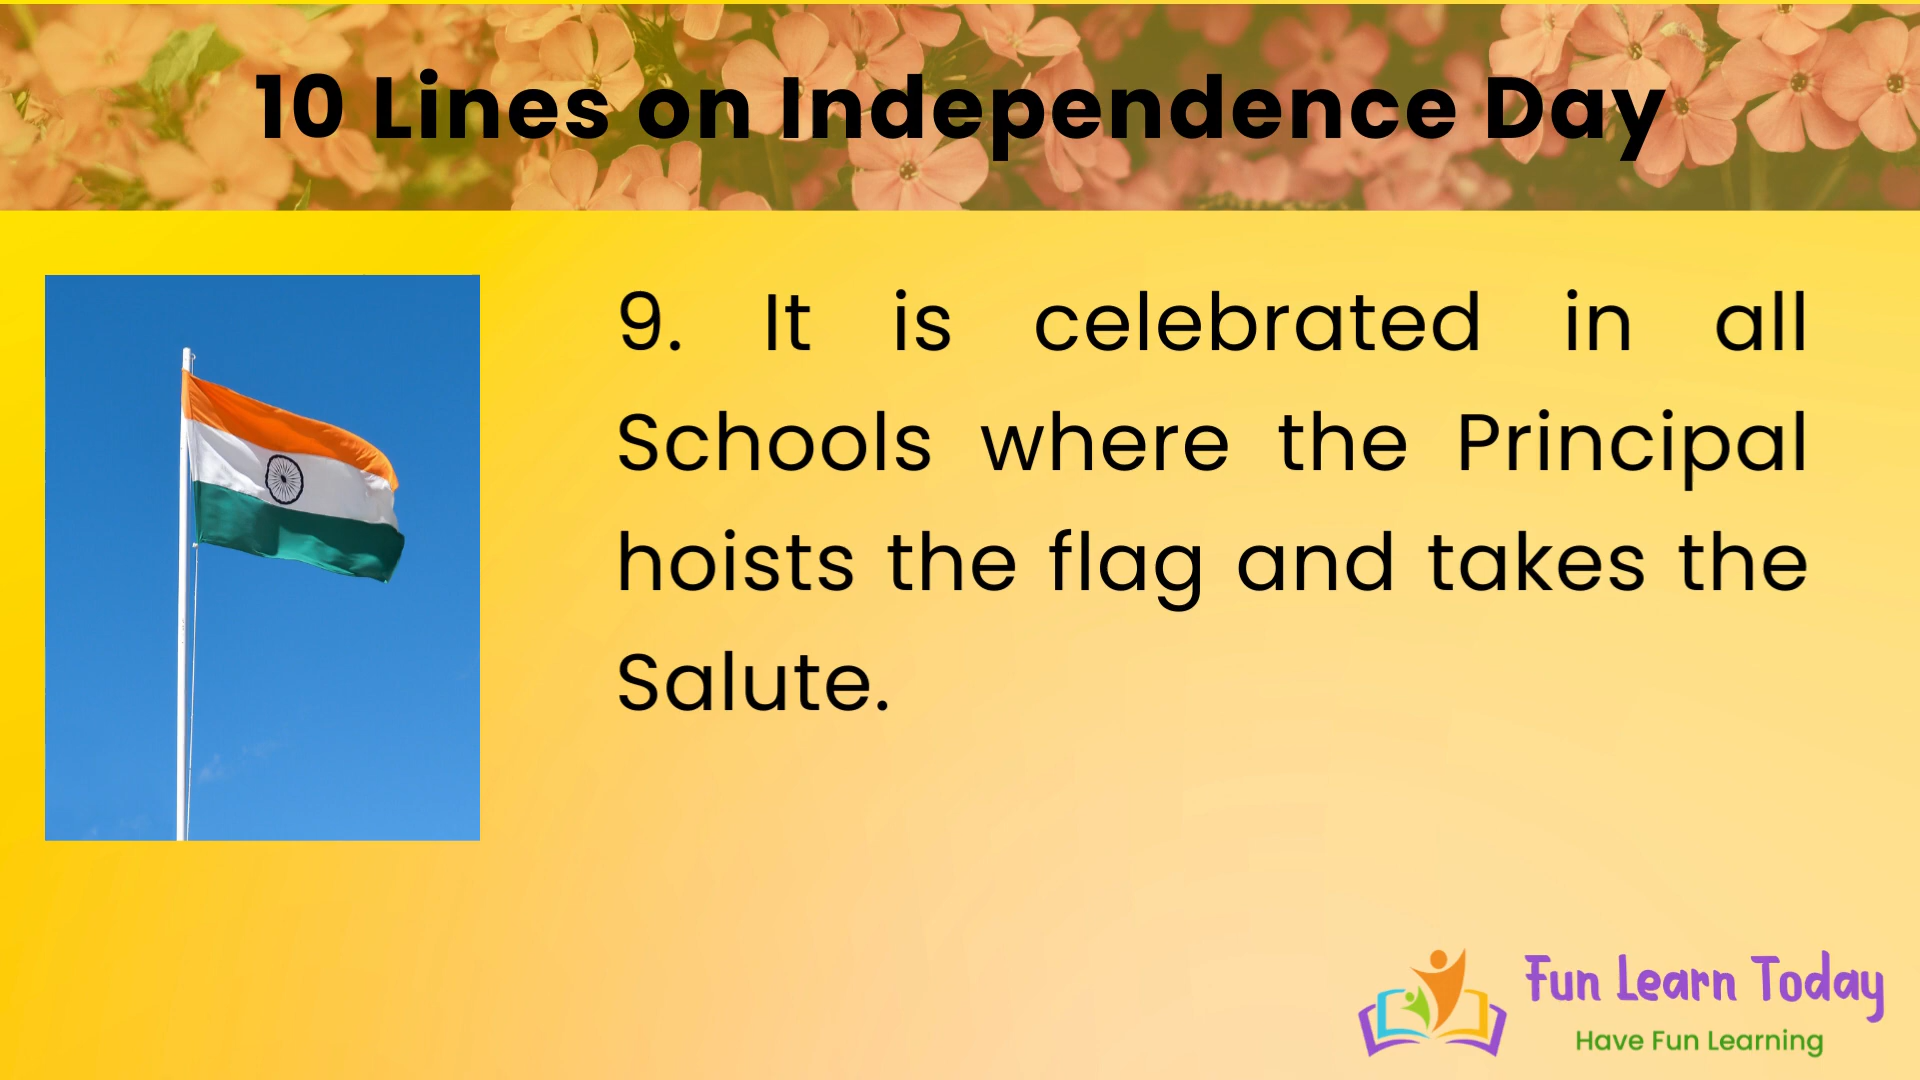 10 Lines on Independence Day
9. It is celebrated in all
Schools where the Principal
hoists the flag and takes the
Salute.
Fun Learn Today
Have Fun Learning